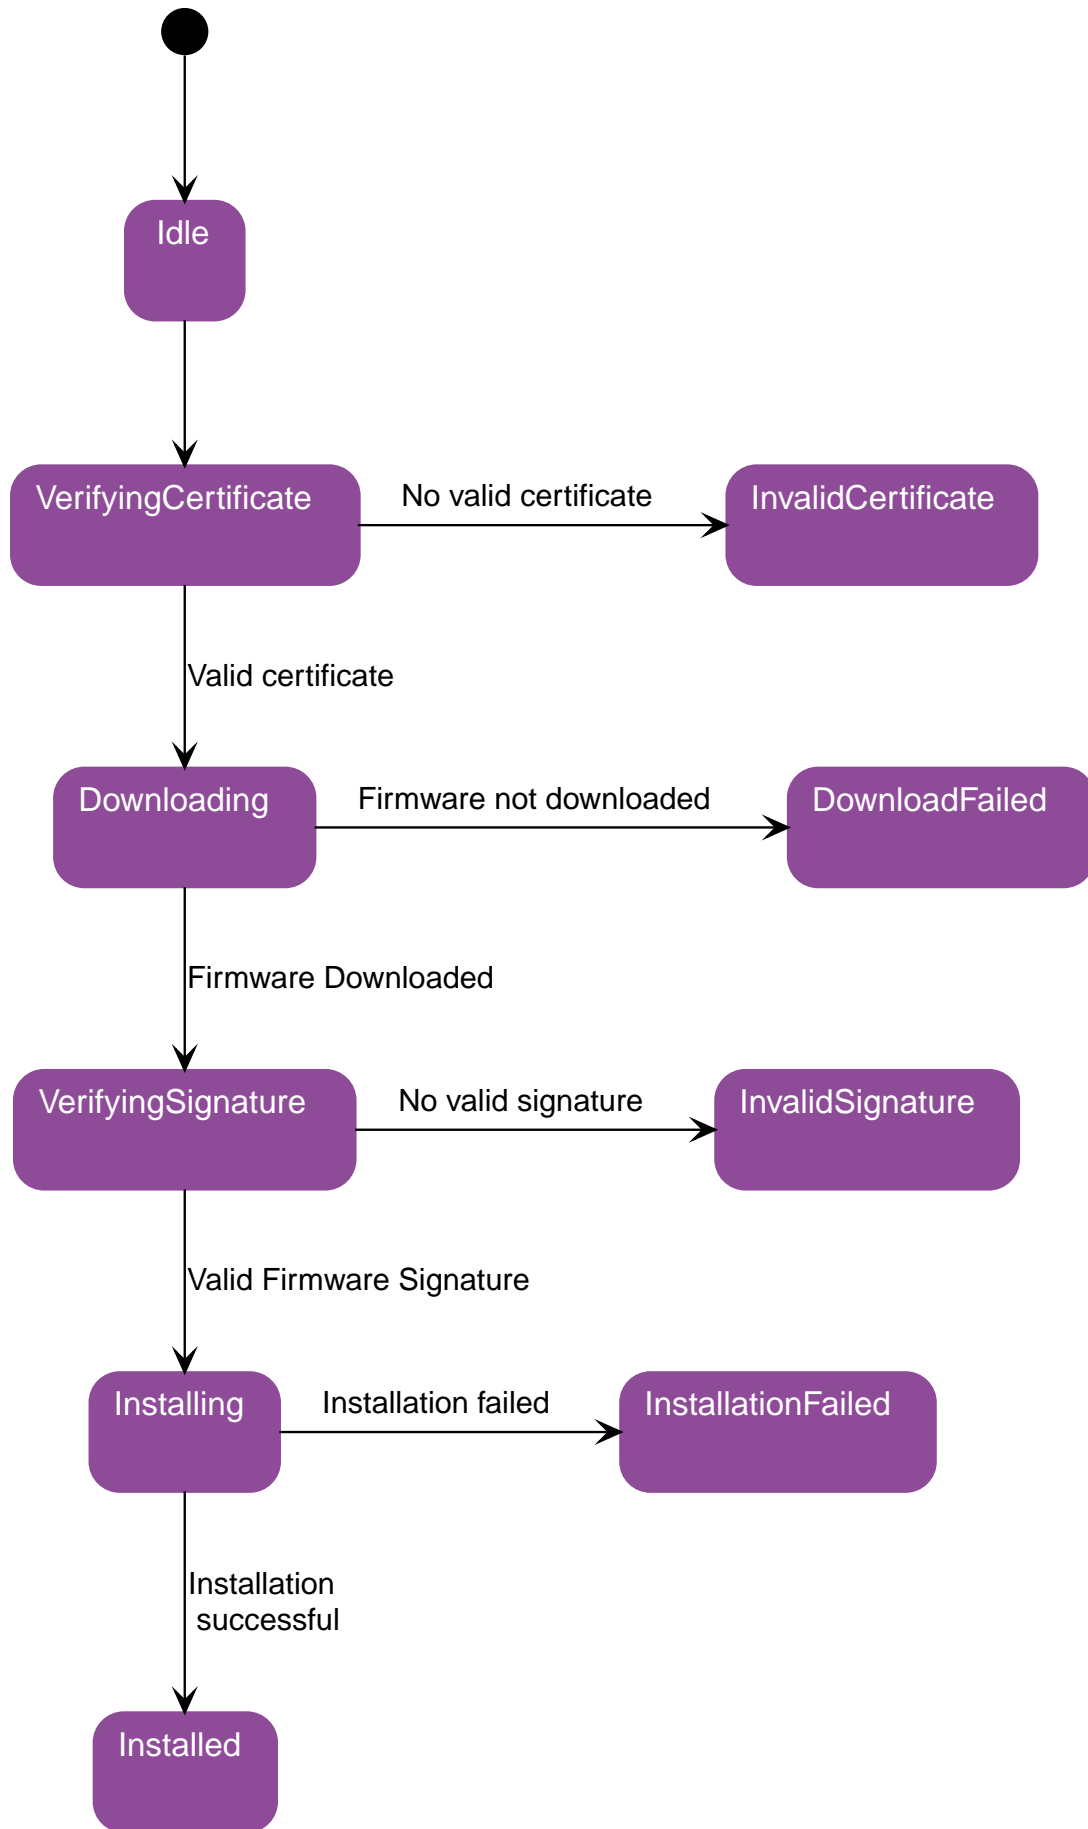 Idle
VerifyingCertificate
No valid certificate
InvalidCertificate
Valid certificate
Downloading
Firmware not downloaded
DownloadFailed
Firmware Downloaded
VerifyingSignature
No valid signature
InvalidSignature
Valid Firmware Signature
Installing
Installation failed
InstallationFailed
Installation
successful
Installed